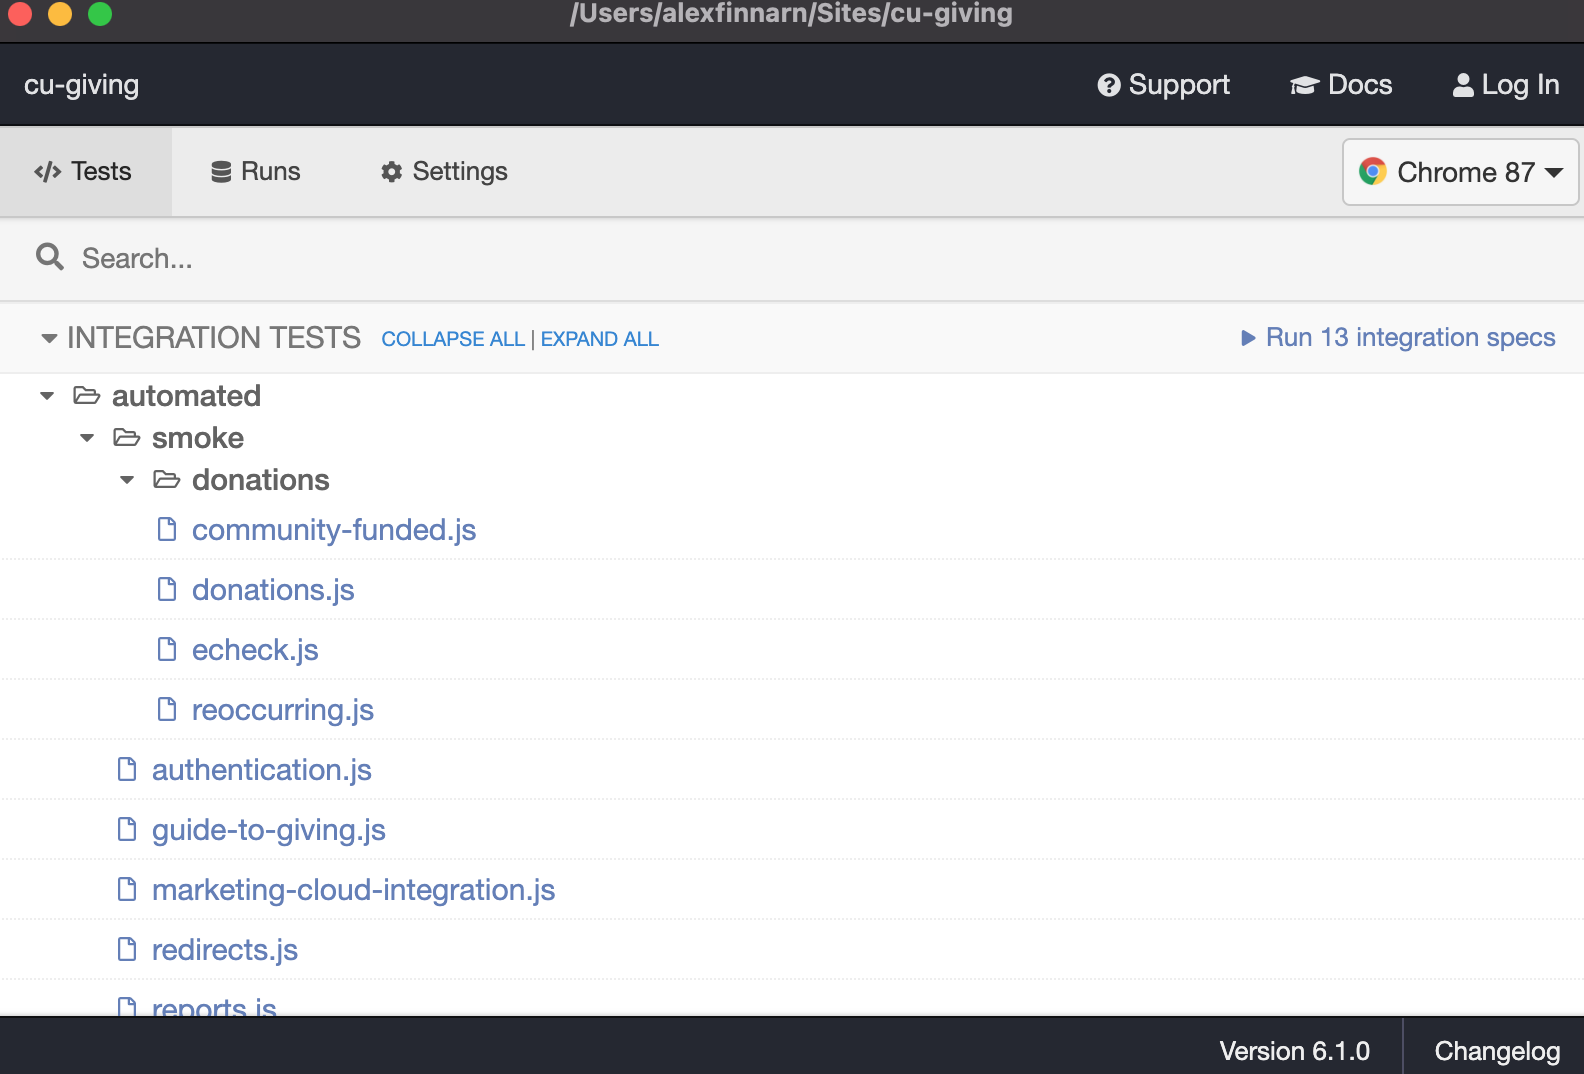 /Users/alexfinnarn/Sites/cu-giving
cu-giving Support Docs Log In
Tests Runs Settings Chrome 87
Search...
INTEGRATION TESTS COLLAPSE ALL | EXPAND ALL Run 13 integration specs
automated
smoke
donations
community-funded.js
donations.js
echeck.js
reoccurring.js
authentication.js
guide-to-giving.js
marketing-cloud-integration.js
redirects.js
reports.js
Version 6.1.0 Changelog